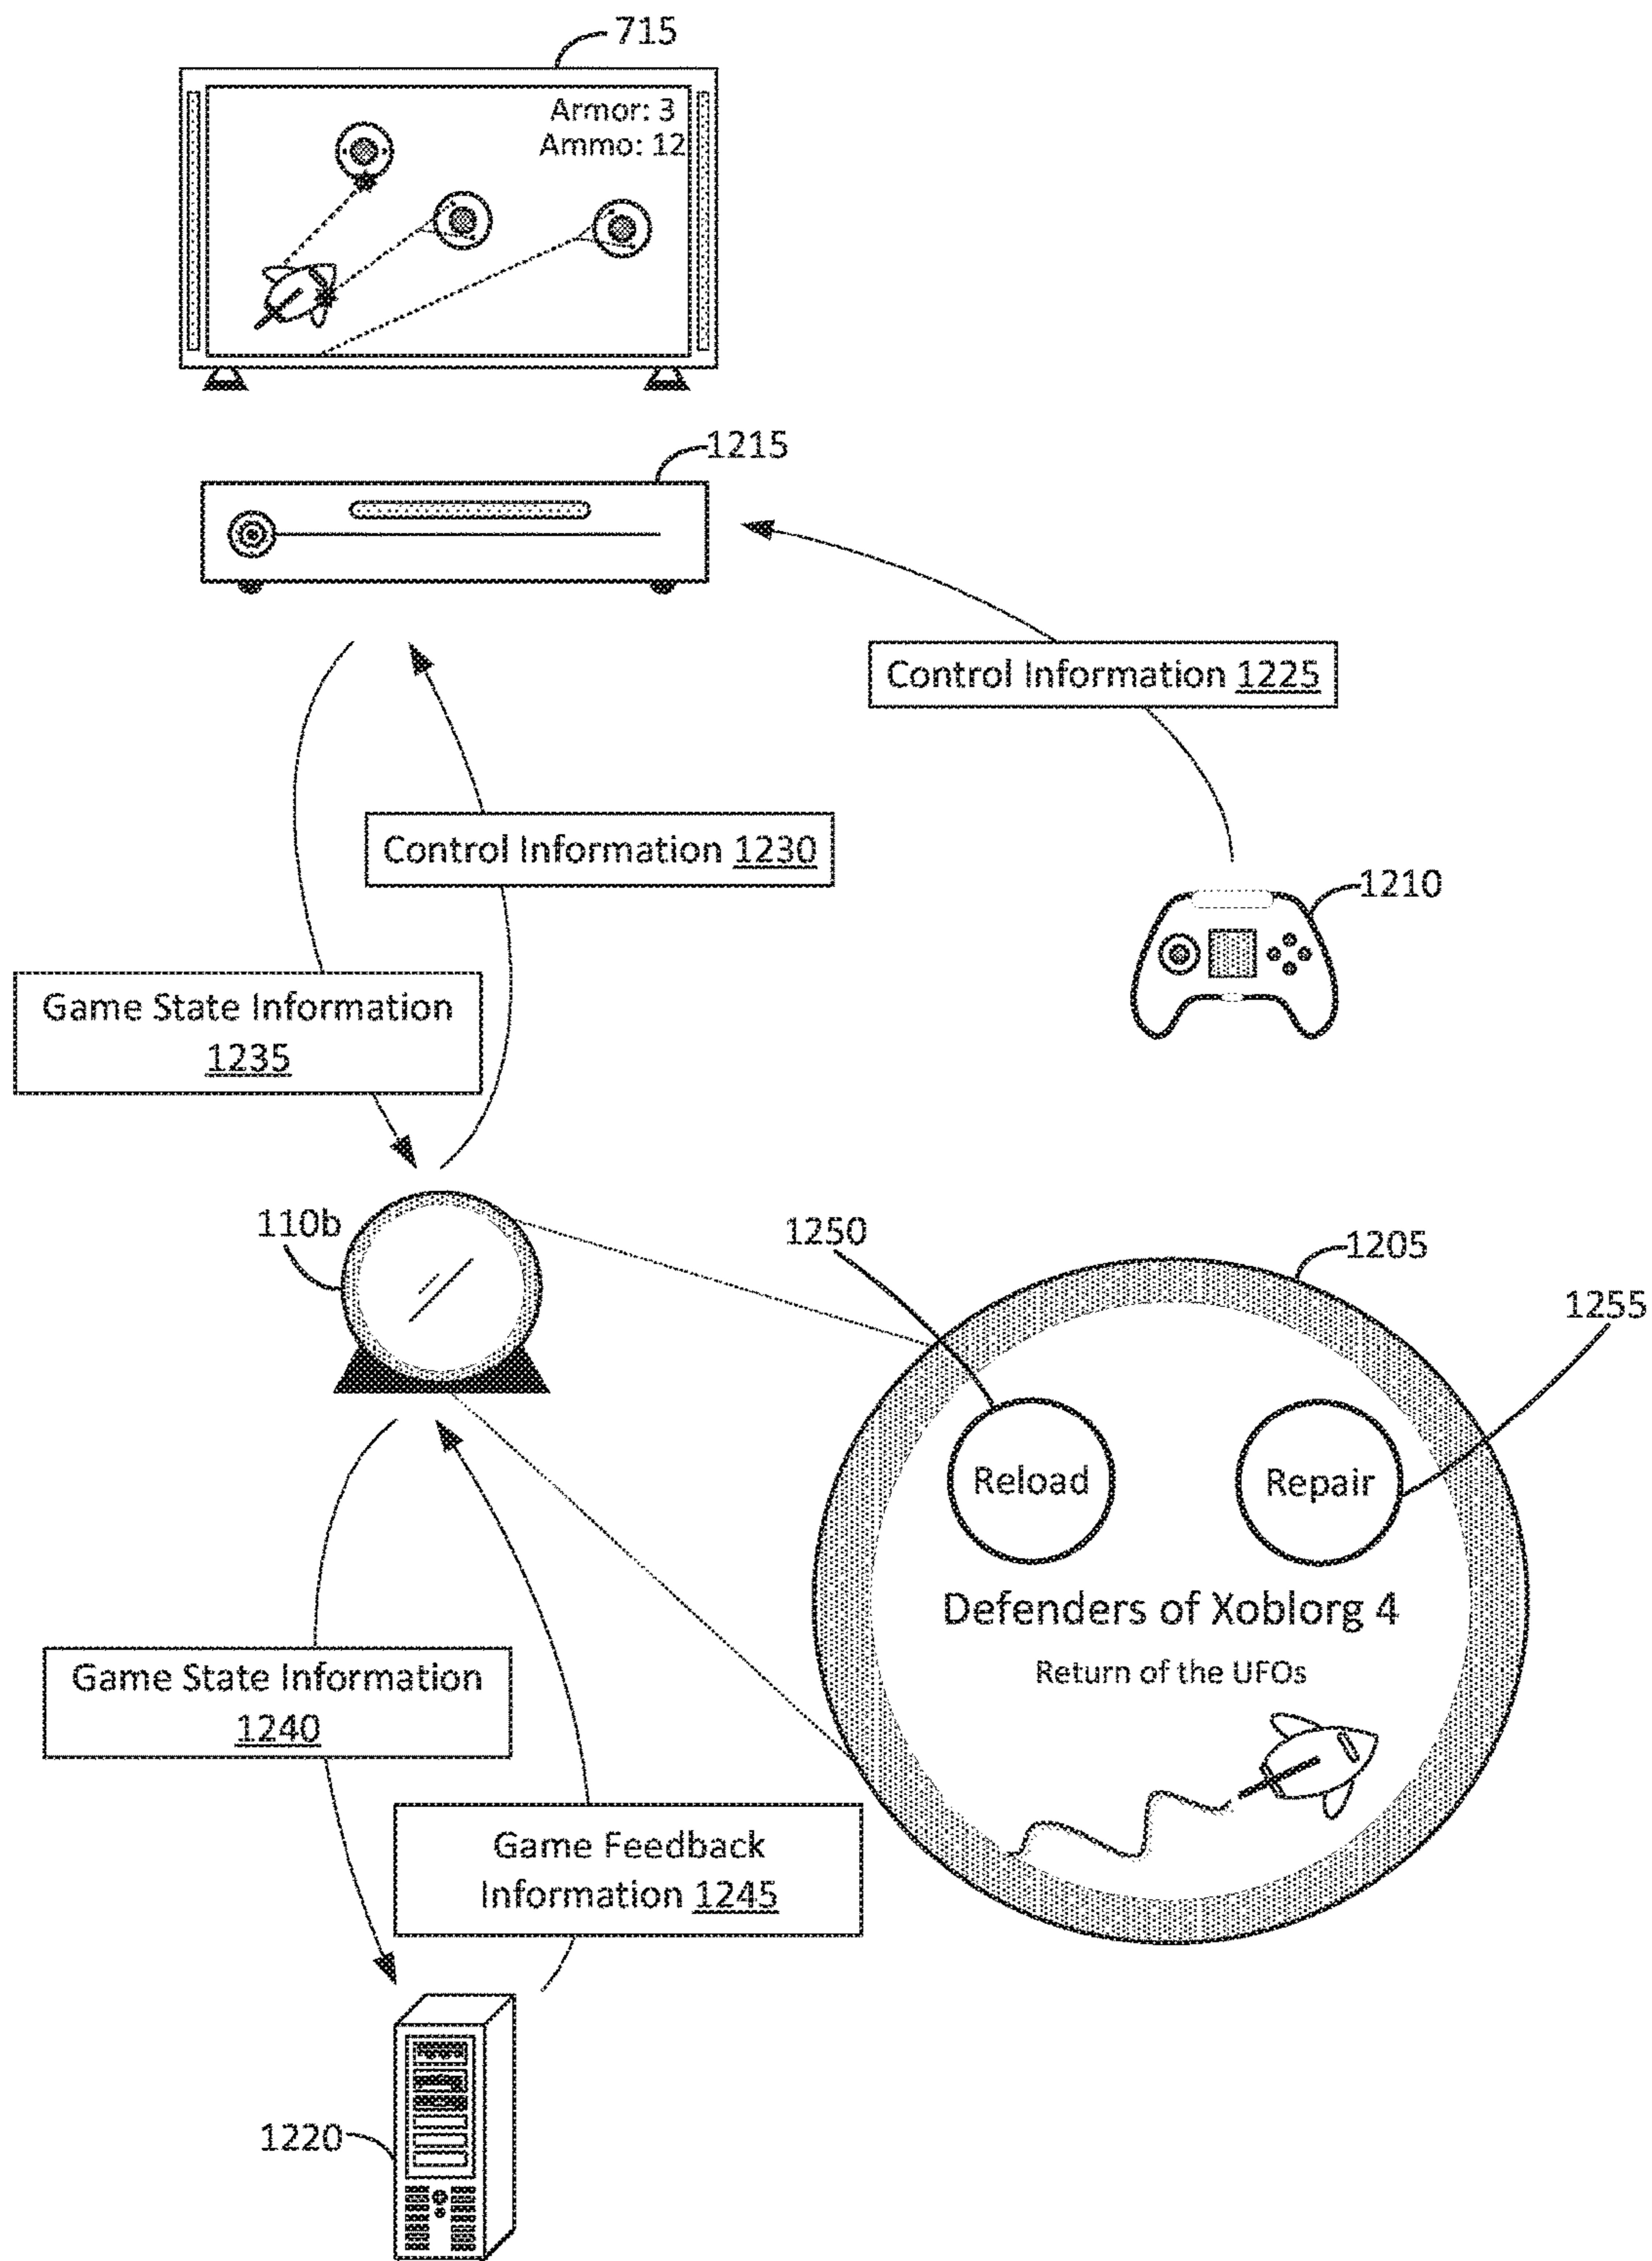 715
Armor: 3
Ammo: 12
1215
Control Information 1225
Control Information 1230
1210
Game State Information
1235
110b
1250
1205
1255
Reload
Repair
Defenders of Xoblorg 4
Return of the UFOs
Game State Information
1240
Game Feedback
Information 1245
1220